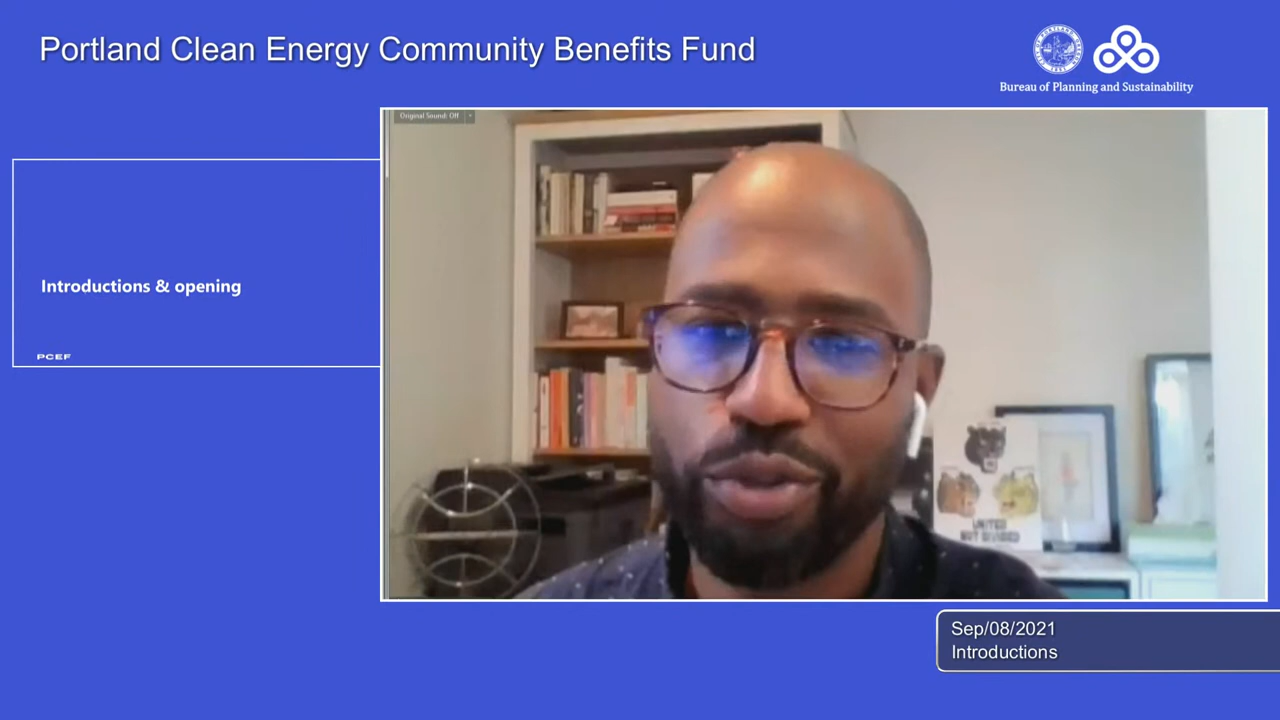 Portland Clean Energy Community Benefits Fund
Bureau of Planning and Sustainability
Original Sound: Off
Introductions & opening
PCEF
UNITED
NOT DIVIDED
Sep/08/2021
Introductions